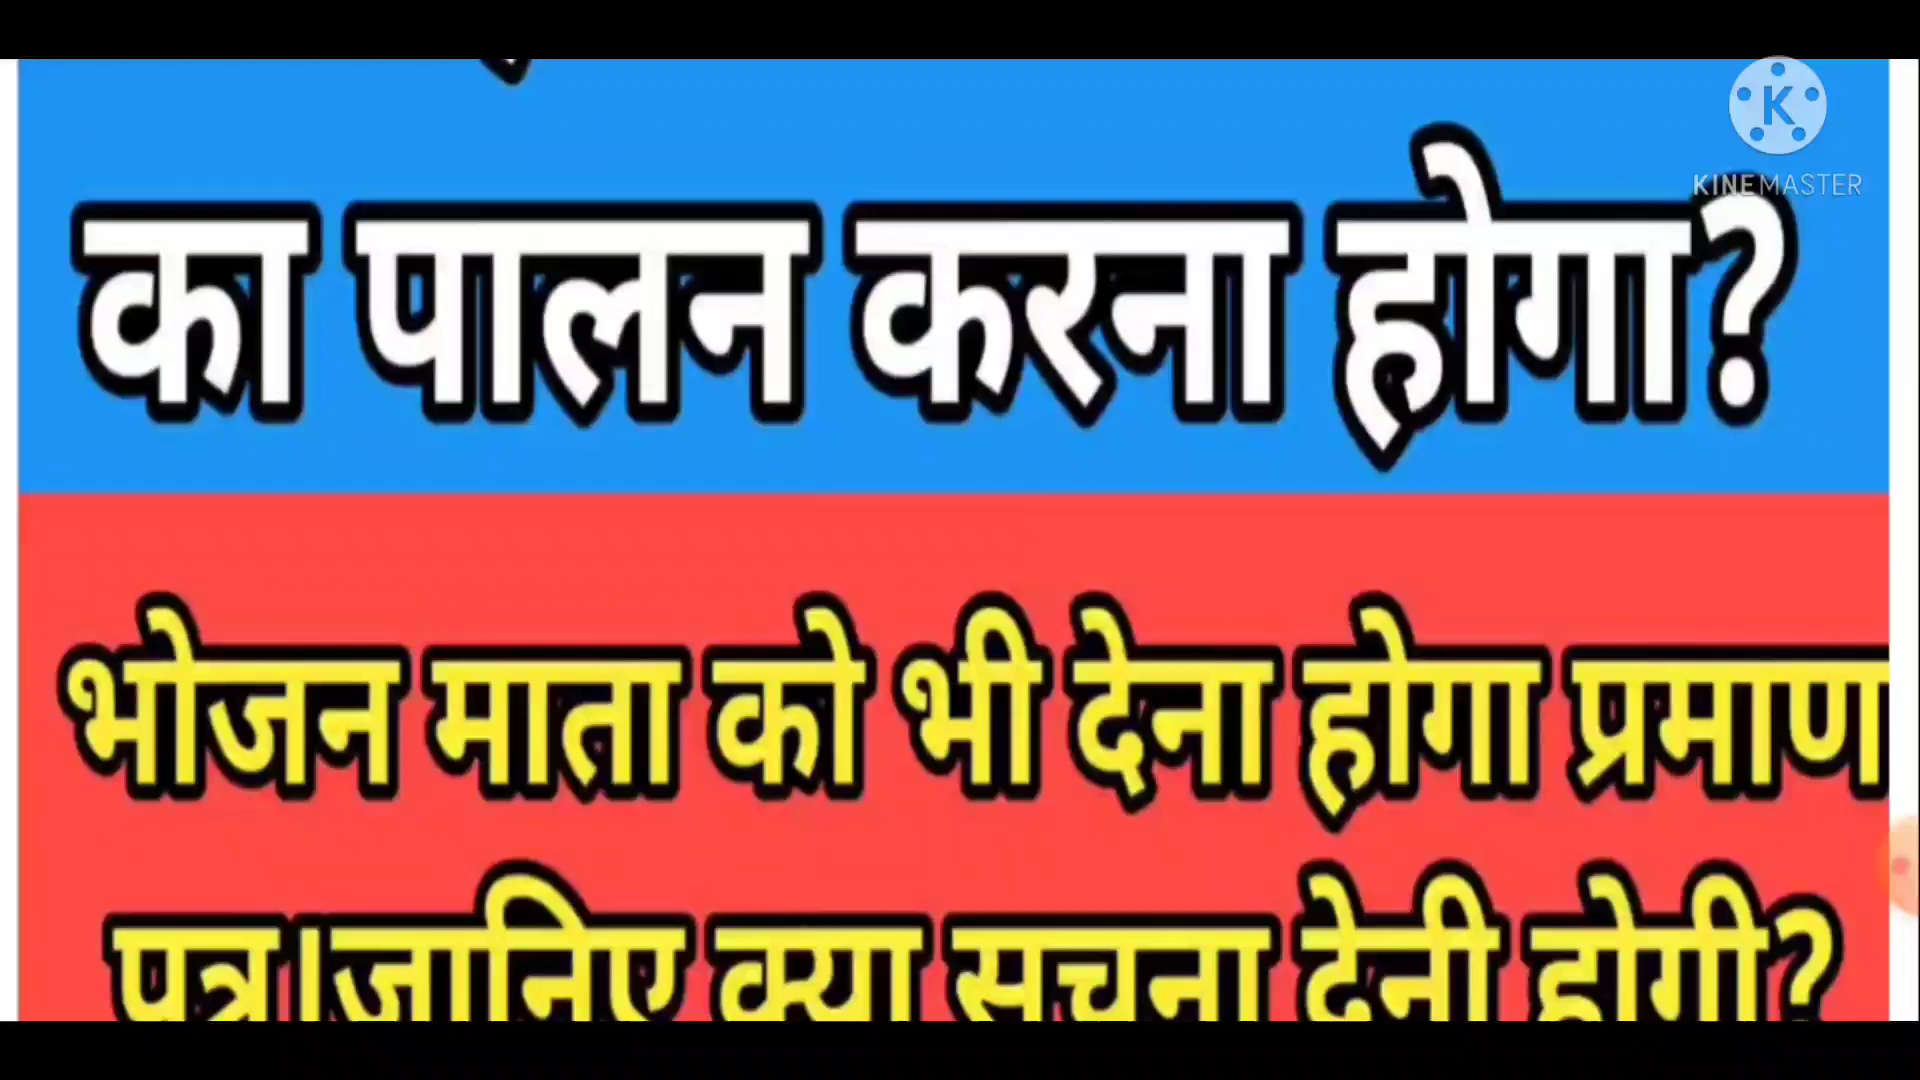 KINEMASTER
का पालन करना होगा?
भोजन माता को भी देना होगा प्रमाण
पत्र।जानिए क्या सूचना देनी होगी?